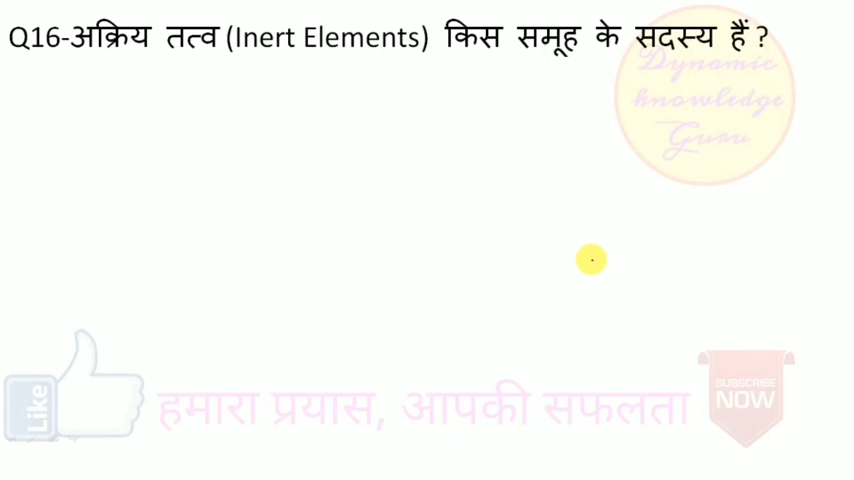 Q16-अक्रिय तत्व (Inert Elements) किस समूह के सदस्य हैं ?
Dynamic
knowledge
Guru
Like
हमारा प्रयास, आपकी सफलता
SUBSCRIBE
NOW